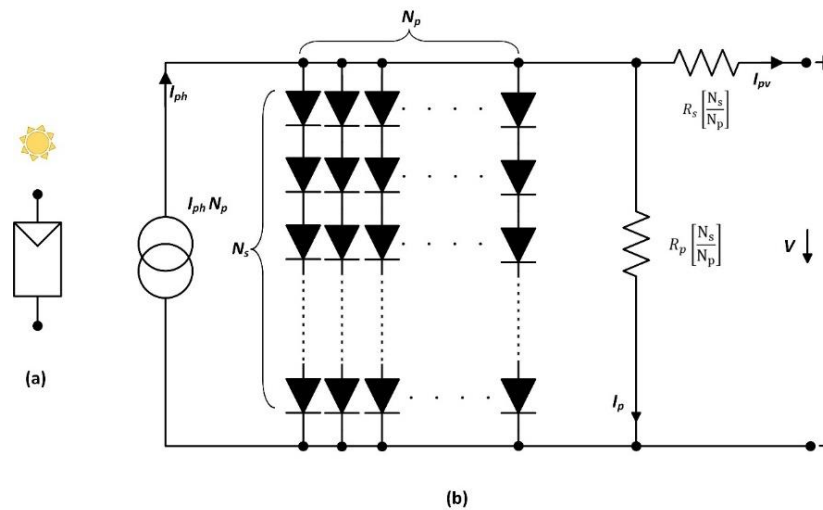 N_p
I_ph
I_pv
+
R_s [N_s/N_p]
I_ph N_p
N_s
R_p [N_s/N_p]
V
(a)
I_p
-
(b)